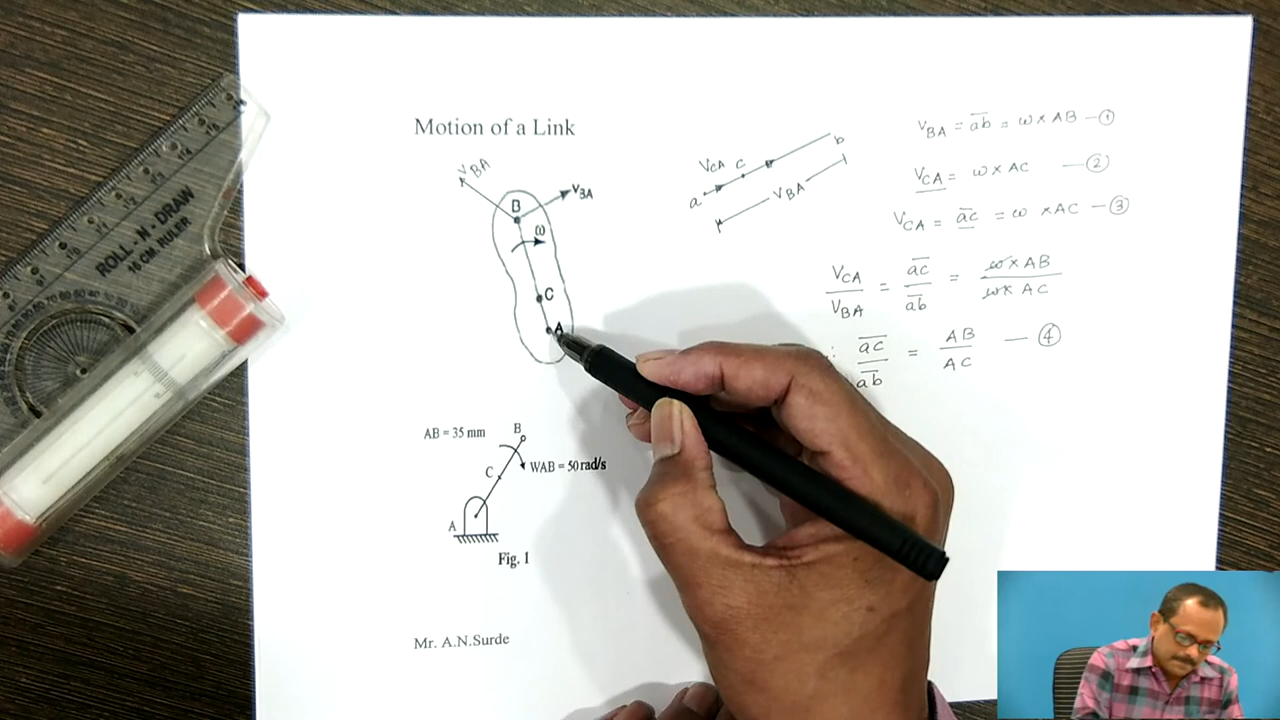 Motion of a Link
VBA
VBA
B
ω
C
A
VCA c b
a
VBA
VBA = ab = ω × AB — ①
VCA = ω × AC — ②
VCA = ac = ω × AC — ③
VCA / VBA = ac / ab = ω × AB / ω × AC
∴ ac / ab = AB / AC — ④
AB = 35 mm
B
C
WAB = 50 rad/s
A
Fig. 1
Mr. A.N.Surde
ROLL - N - DRAW
16 CM. RULER